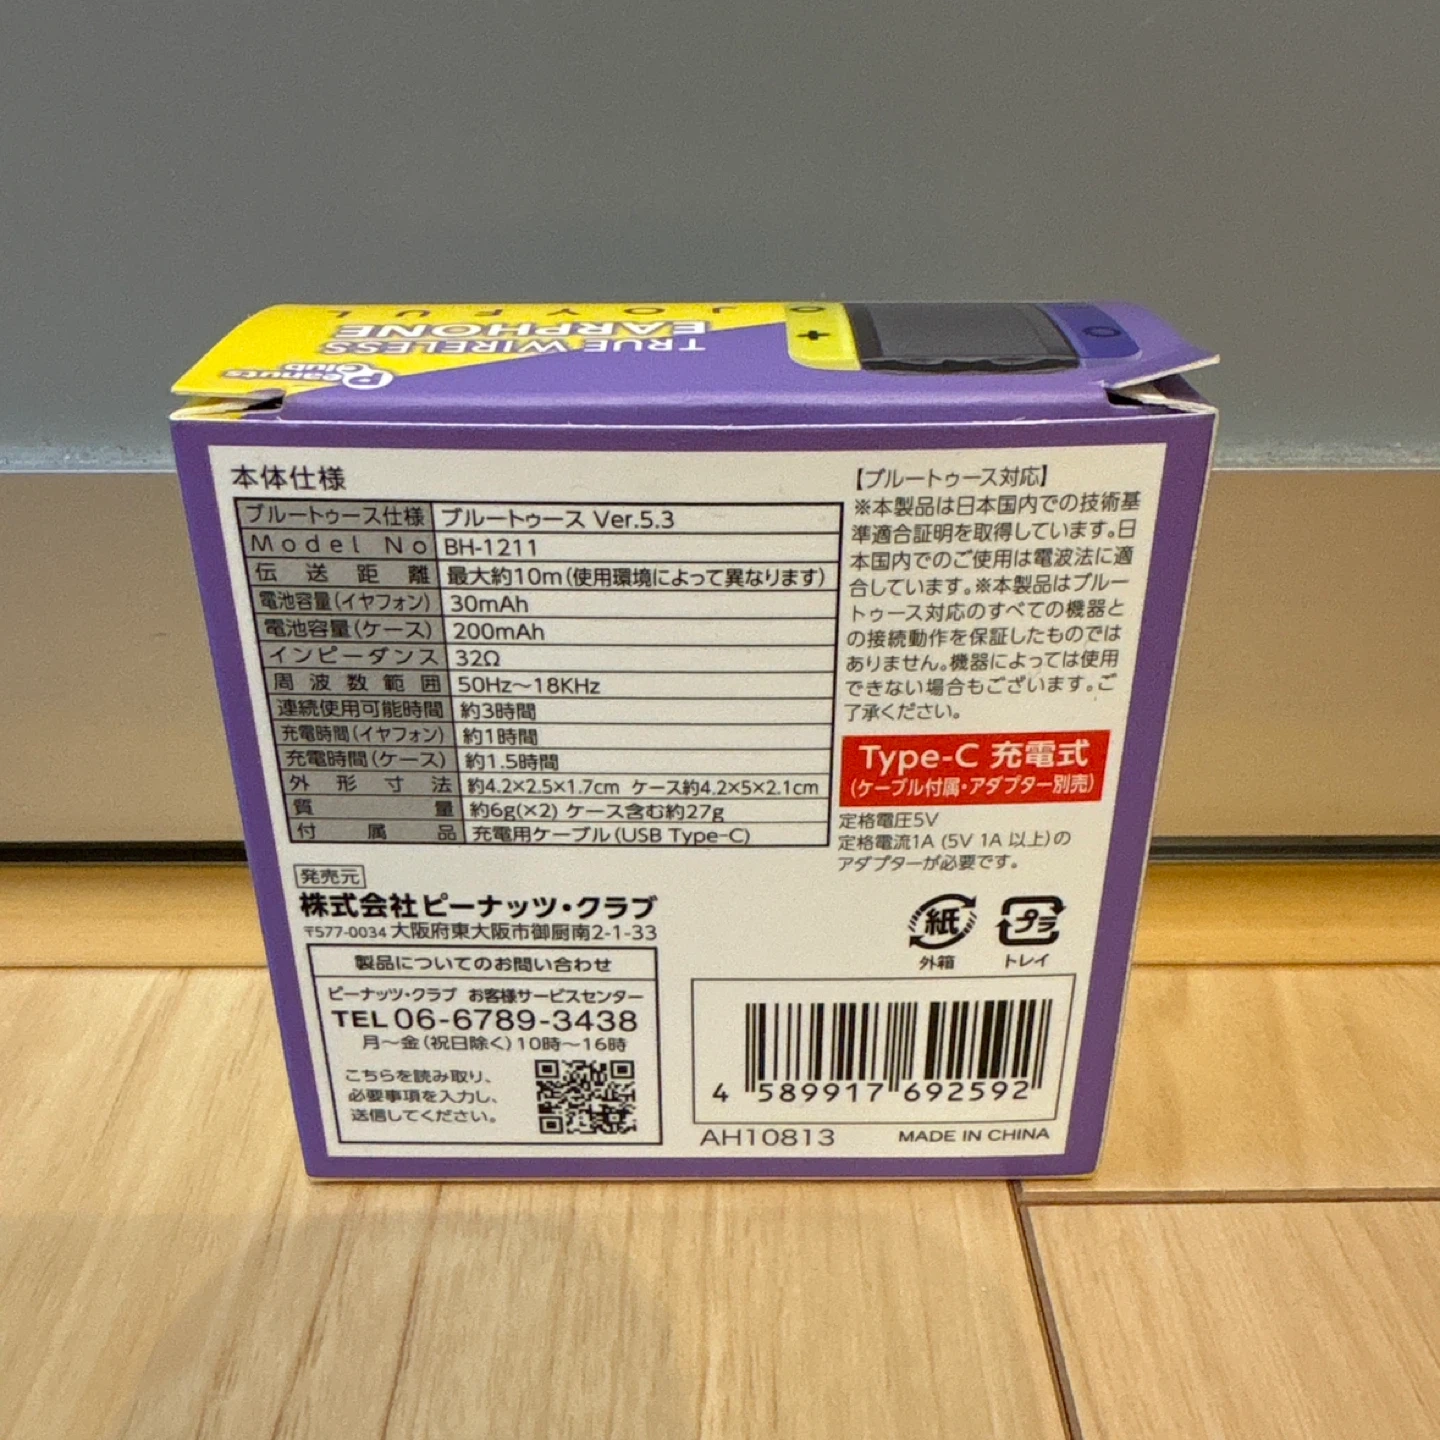 JOYFUL
TRUE WIRELESS
EARPHONE
Peanuts
Club
本体仕様
ブルートゥース仕様 ブルートゥース Ver.5.3
Model No BH-1211
伝送距離 最大約10m(使用環境によって異なります)
電池容量(イヤフォン) 30mAh
電池容量(ケース) 200mAh
インピーダンス 32Ω
周波数範囲 50Hz～18KHz
連続使用可能時間 約3時間
充電時間(イヤフォン) 約1時間
充電時間(ケース) 約1.5時間
外形寸法 約4.2×2.5×1.7cm ケース約4.2×5×2.1cm
質量 約6g(×2) ケース含む約27g
付属品 充電用ケーブル(USB Type-C)
【ブルートゥース対応】
※本製品は日本国内での技術基
準適合証明を取得しています。日
本国内でのご使用は電波法に適
合しています。※本製品はブルー
トゥース対応のすべての機器と
の接続動作を保証したものでは
ありません。機器によっては使用
できない場合もございます。ご
了承ください。
Type-C 充電式
(ケーブル付属・アダプター別売)
定格電圧5V
定格電流1A (5V 1A 以上)の
アダプターが必要です。
発売元
株式会社ピーナッツ・クラブ
〒577-0034 大阪府東大阪市御厨南2-1-33
製品についてのお問い合わせ
ピーナッツ・クラブ お客様サービスセンター
TEL 06-6789-3438
月～金(祝日除く)10時～16時
こちらを読み取り、
必要事項を入力し、
送信してください。
紙
外箱
プラ
トレイ
4 589917 692592
AH10813 MADE IN CHINA